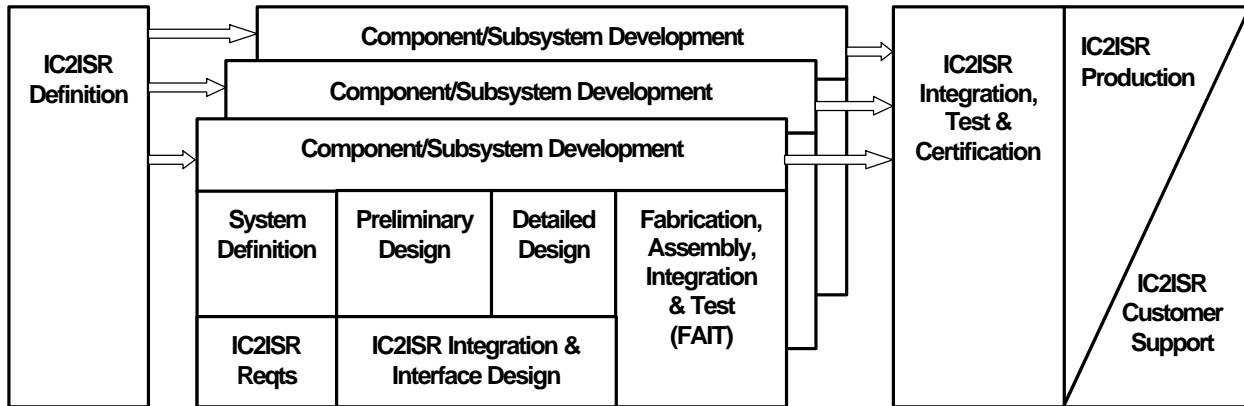 IC2ISR
Definition
Component/Subsystem Development
Component/Subsystem Development
Component/Subsystem Development
System
Definition
Preliminary
Design
Detailed
Design
Fabrication,
Assembly,
Integration
& Test
(FAIT)
IC2ISR
Reqts
IC2ISR Integration &
Interface Design
IC2ISR
Integration,
Test &
Certification
IC2ISR
Production
IC2ISR
Customer
Support